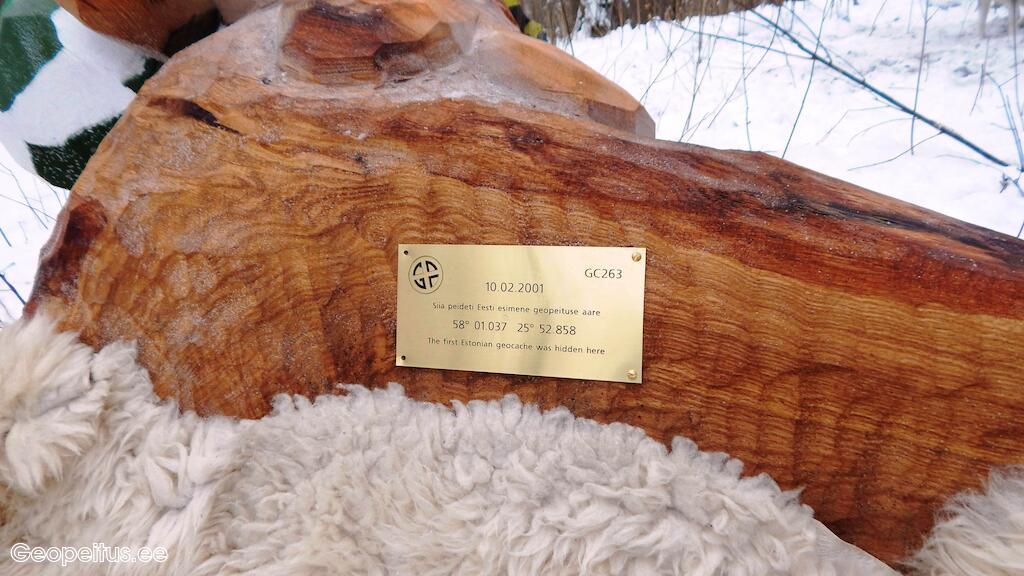 GC263
10.02.2001
Siia peideti Eesti esimene geopeituse aare
58° 01.037 25° 52.858
The first Estonian geocache was hidden here
Geopeitus.ee